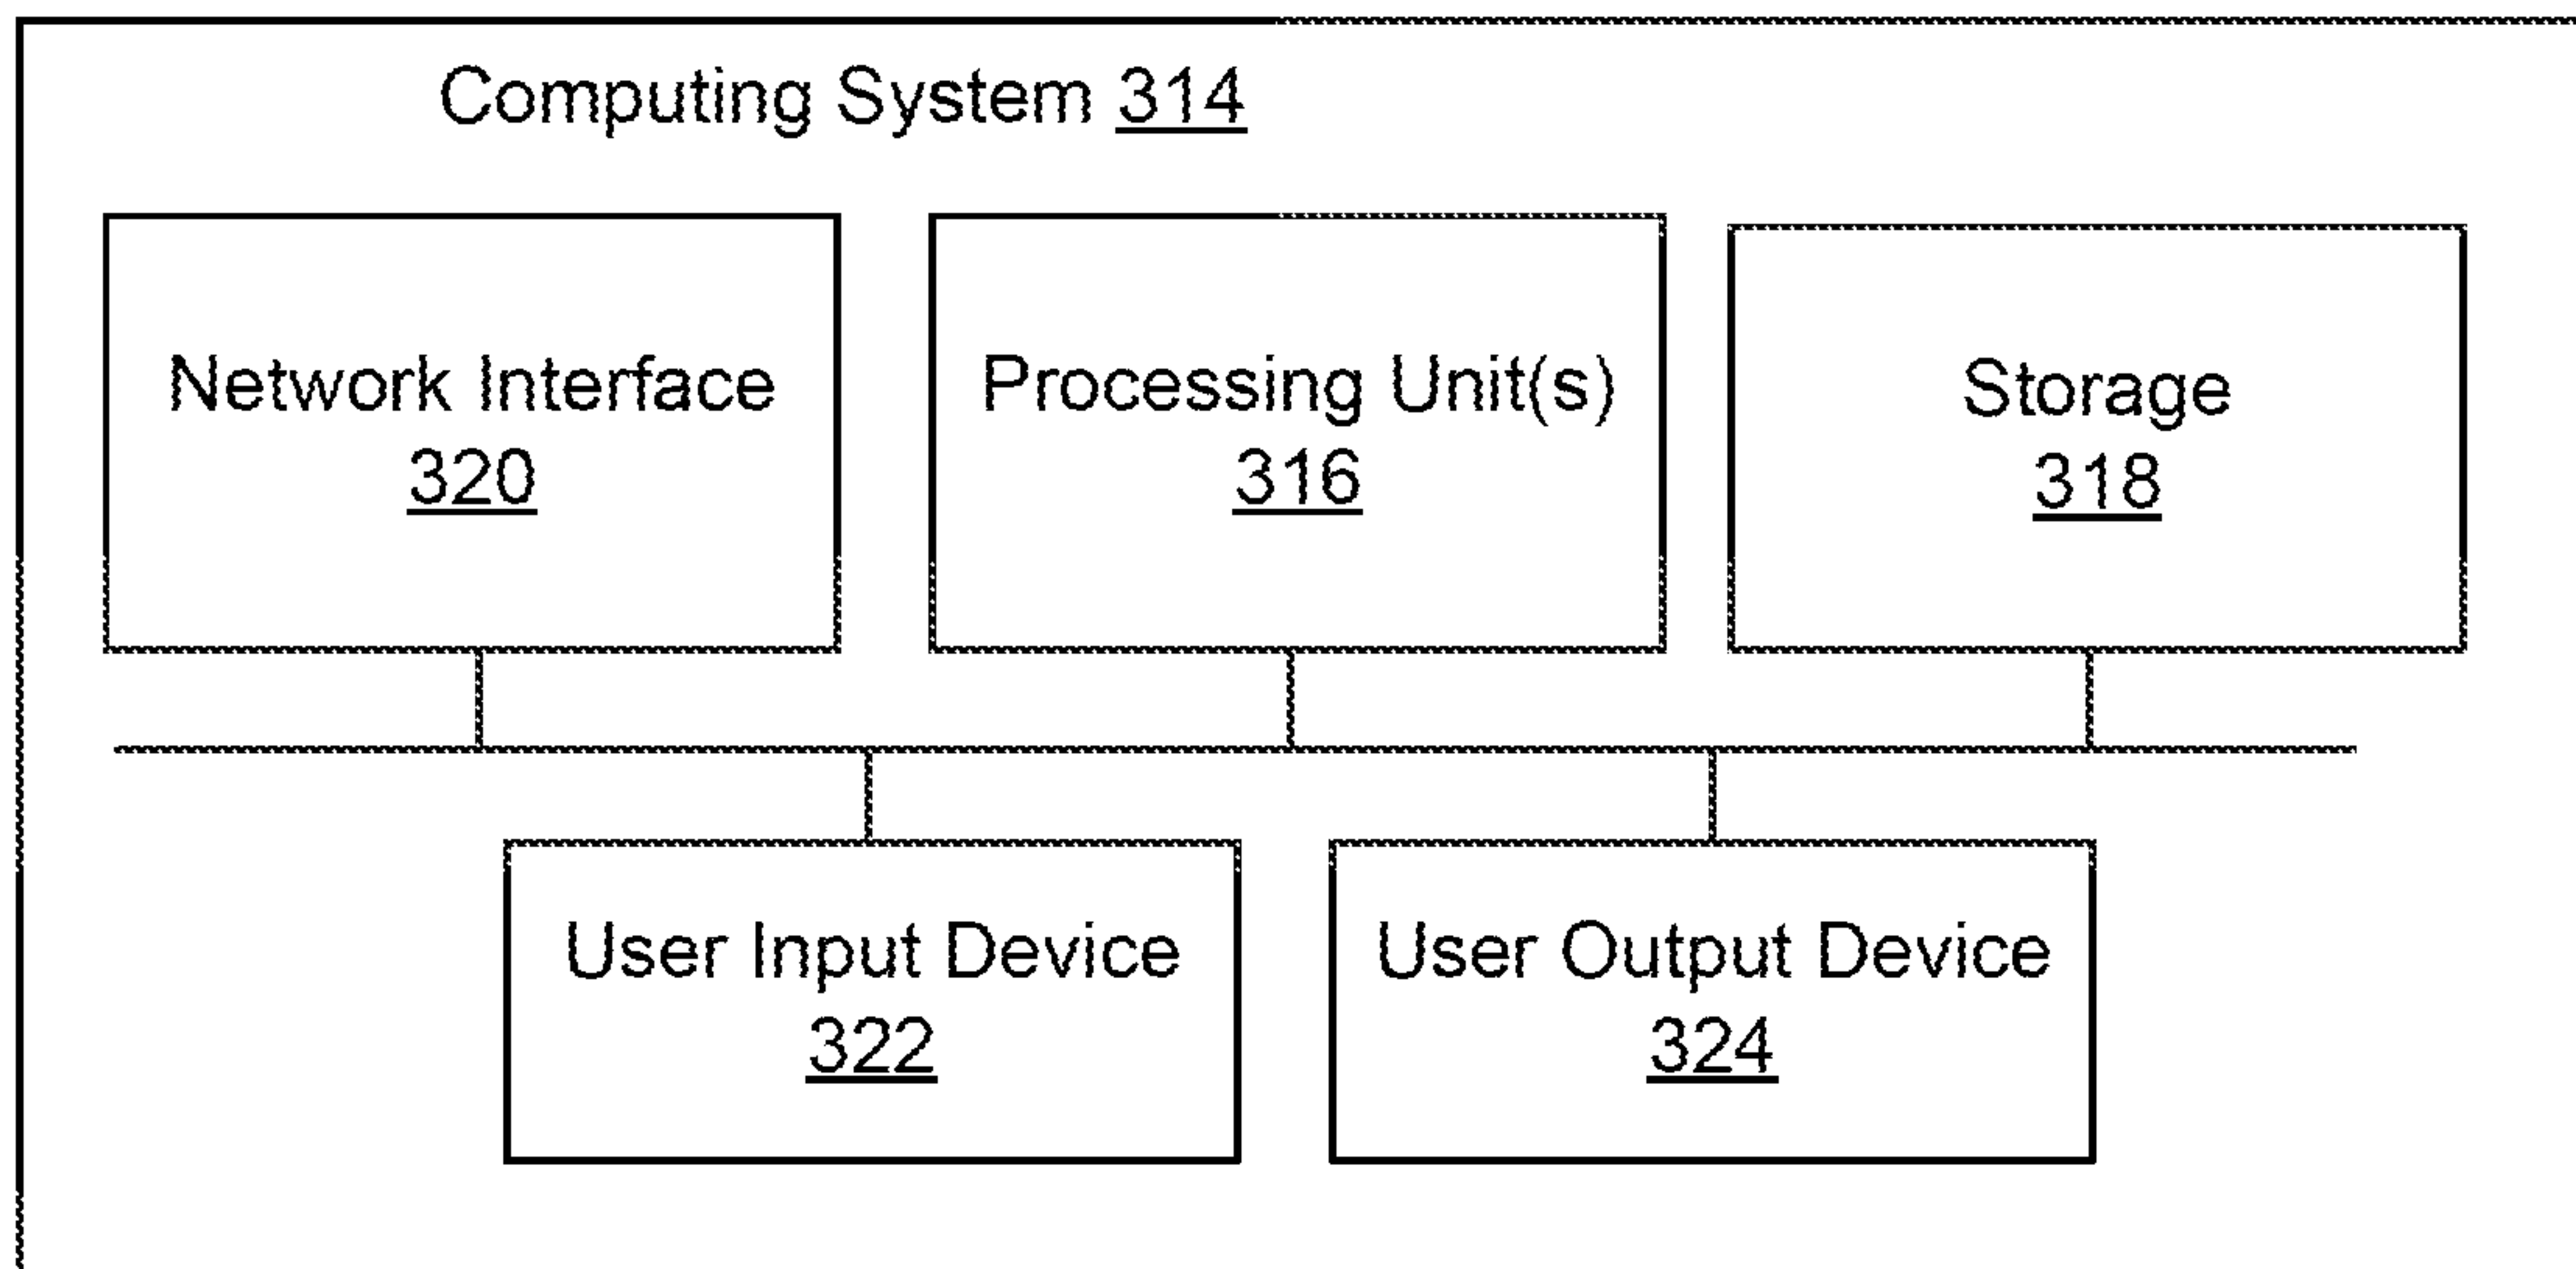 Computing System 314
Network Interface
320
Processing Unit(s)
316
Storage
318
User Input Device
322
User Output Device
324